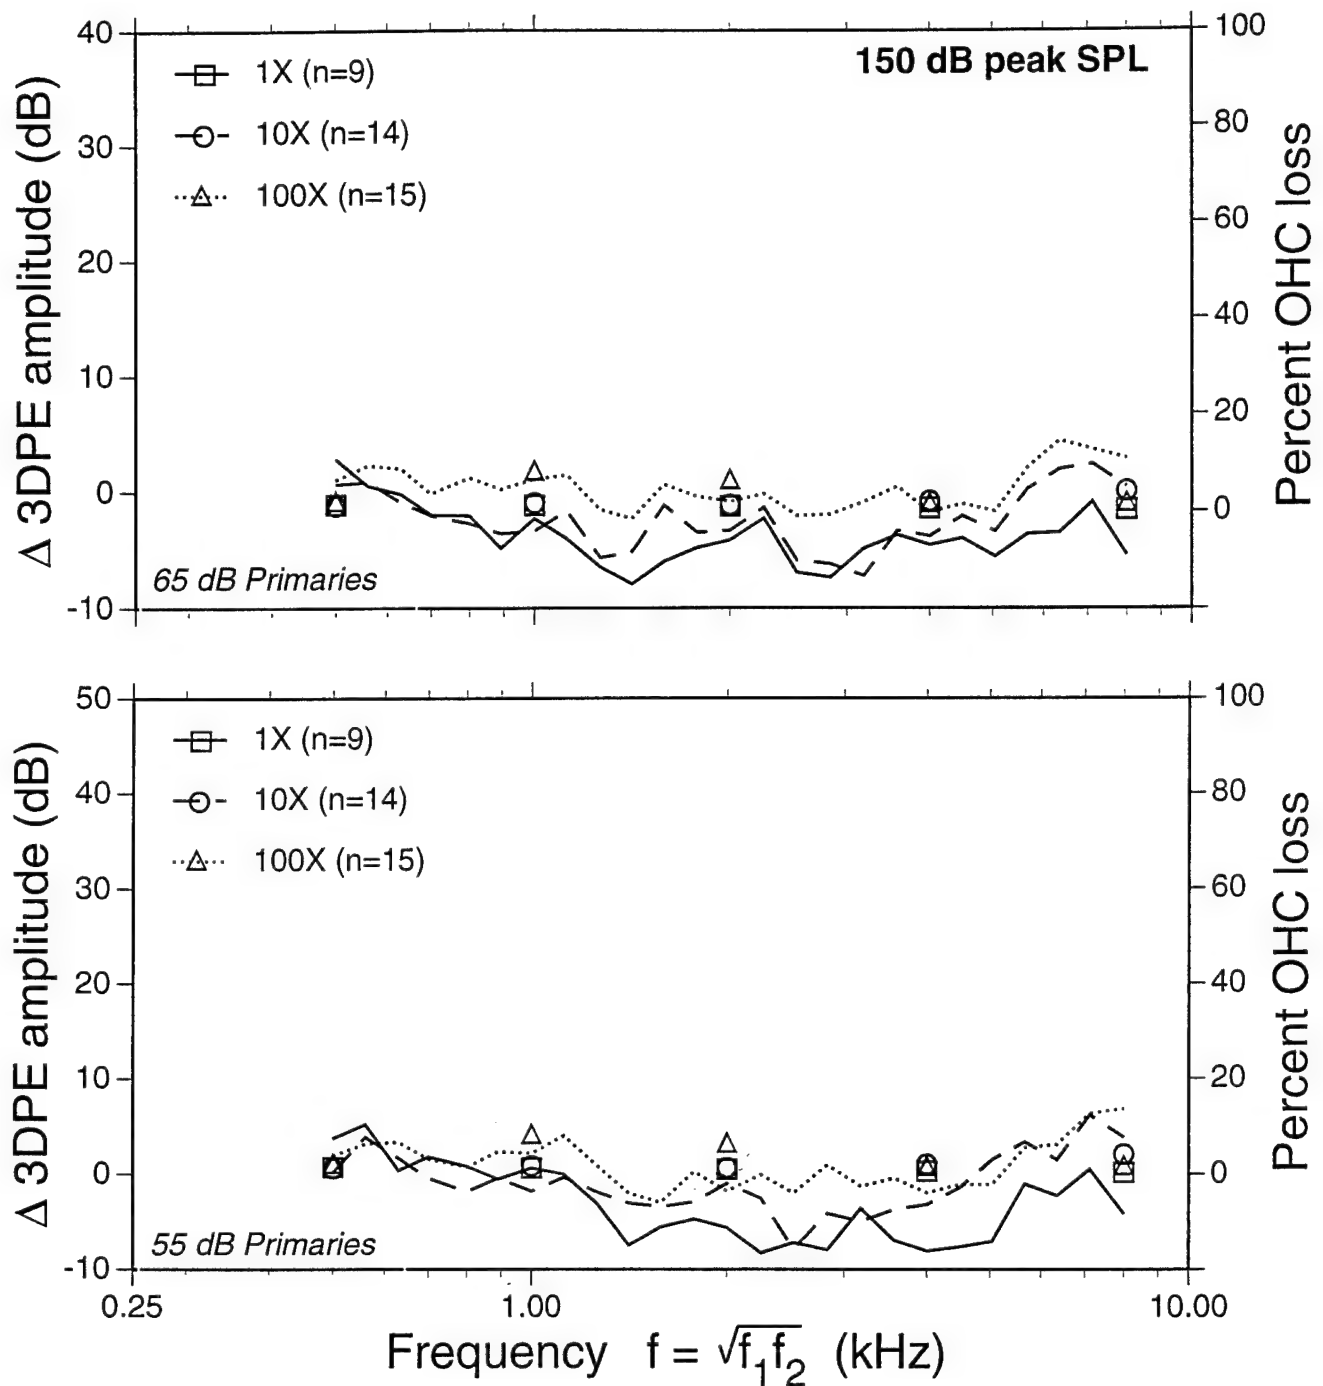 150 dB peak SPL
1X (n=9)
10X (n=14)
100X (n=15)
65 dB Primaries
Δ 3DPE amplitude (dB)
40
30
20
10
0
-10
Percent OHC loss
100
80
60
40
20
0
1X (n=9)
10X (n=14)
100X (n=15)
55 dB Primaries
Δ 3DPE amplitude (dB)
50
40
30
20
10
0
-10
Percent OHC loss
100
80
60
40
20
0
0.25 1.00 10.00
Frequency f = √f₁f₂ (kHz)